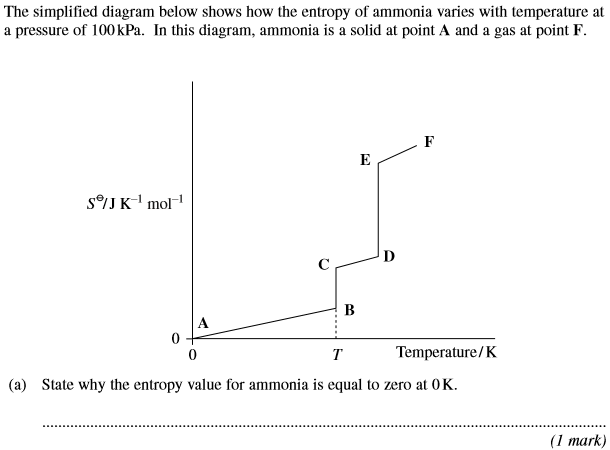 The simplified diagram below shows how the entropy of ammonia varies with temperature at
a pressure of 100 kPa. In this diagram, ammonia is a solid at point A and a gas at point F.
F
E
S⦵/J K⁻¹ mol⁻¹
C
D
B
A
0
0
T
Temperature/K
(a) State why the entropy value for ammonia is equal to zero at 0 K.
(1 mark)